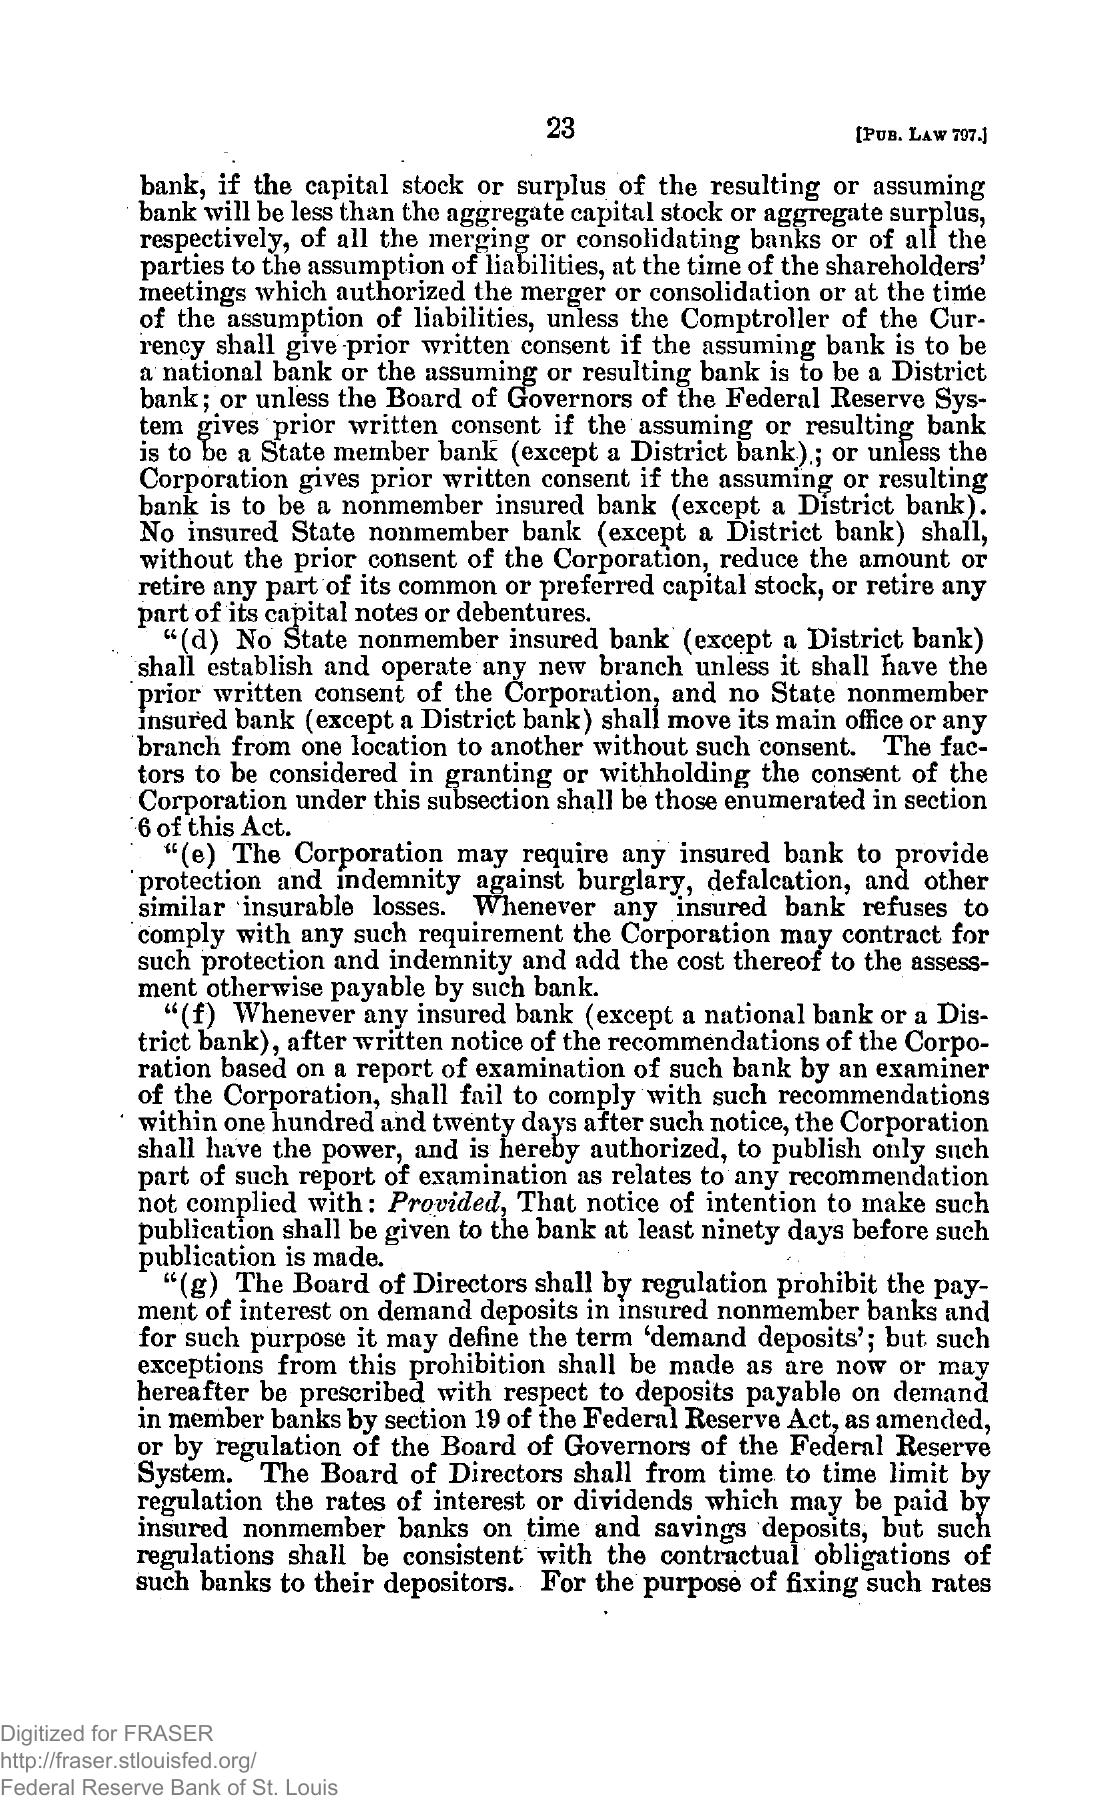 23
[PUB. LAW 797.]
bank, if the capital stock or surplus of the resulting or assuming
bank will be less than the aggregate capital stock or aggregate surplus,
respectively, of all the merging or consolidating banks or of all the
parties to the assumption of liabilities, at the time of the shareholders'
meetings which authorized the merger or consolidation or at the time
of the assumption of liabilities, unless the Comptroller of the Cur-
rency shall give prior written consent if the assuming bank is to be
a national bank or the assuming or resulting bank is to be a District
bank; or unless the Board of Governors of the Federal Reserve Sys-
tem gives prior written consent if the assuming or resulting bank
is to be a State member bank (except a District bank); or unless the
Corporation gives prior written consent if the assuming or resulting
bank is to be a nonmember insured bank (except a District bank).
No insured State nonmember bank (except a District bank) shall,
without the prior consent of the Corporation, reduce the amount or
retire any part of its common or preferred capital stock, or retire any
part of its capital notes or debentures.
"(d) No State nonmember insured bank (except a District bank)
shall establish and operate any new branch unless it shall have the
prior written consent of the Corporation, and no State nonmember
insured bank (except a District bank) shall move its main office or any
branch from one location to another without such consent. The fac-
tors to be considered in granting or withholding the consent of the
Corporation under this subsection shall be those enumerated in section
6 of this Act.
"(e) The Corporation may require any insured bank to provide
protection and indemnity against burglary, defalcation, and other
similar insurable losses. Whenever any insured bank refuses to
comply with any such requirement the Corporation may contract for
such protection and indemnity and add the cost thereof to the assess-
ment otherwise payable by such bank.
"(f) Whenever any insured bank (except a national bank or a Dis-
trict bank), after written notice of the recommendations of the Corpo-
ration based on a report of examination of such bank by an examiner
of the Corporation, shall fail to comply with such recommendations
within one hundred and twenty days after such notice, the Corporation
shall have the power, and is hereby authorized, to publish only such
part of such report of examination as relates to any recommendation
not complied with: Provided, That notice of intention to make such
publication shall be given to the bank at least ninety days before such
publication is made.
"(g) The Board of Directors shall by regulation prohibit the pay-
ment of interest on demand deposits in insured nonmember banks and
for such purpose it may define the term 'demand deposits'; but such
exceptions from this prohibition shall be made as are now or may
hereafter be prescribed with respect to deposits payable on demand
in member banks by section 19 of the Federal Reserve Act, as amended,
or by regulation of the Board of Governors of the Federal Reserve
System. The Board of Directors shall from time to time limit by
regulation the rates of interest or dividends which may be paid by
insured nonmember banks on time and savings deposits, but such
regulations shall be consistent with the contractual obligations of
such banks to their depositors. For the purpose of fixing such rates
Digitized for FRASER
http://fraser.stlouisfed.org/
Federal Reserve Bank of St. Louis